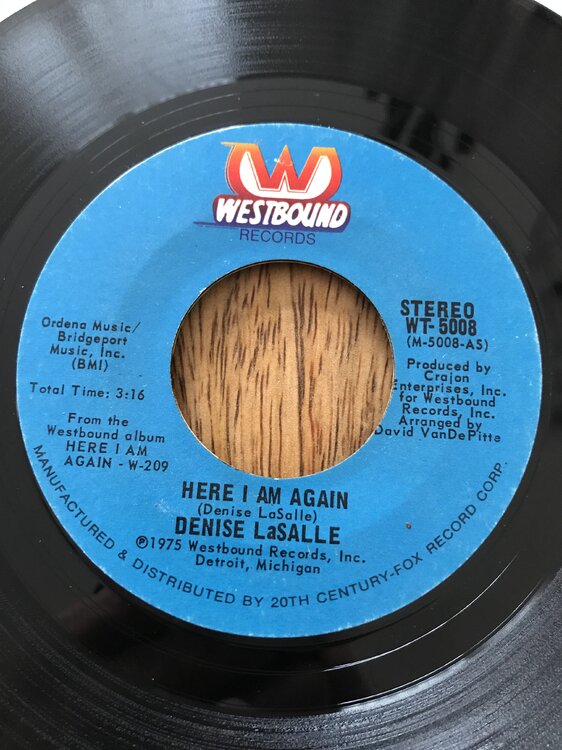 W
WESTBOUND
RECORDS
STEREO
WT-5008
(M-5008-AS)
Ordena Music/
Bridgeport
Music, Inc.
(BMI)
Total Time: 3:16
From the
Westbound album
HERE I AM
AGAIN - W-209
Produced by
Crajon
Enterprises, Inc.
for Westbound
Records, Inc.
Arranged by
David VanDePitte
HERE I AM AGAIN
(Denise LaSalle)
DENISE LaSALLE
℗1975 Westbound Records, Inc.
Detroit, Michigan
MANUFACTURED & DISTRIBUTED BY 20TH CENTURY-FOX RECORD CORP.